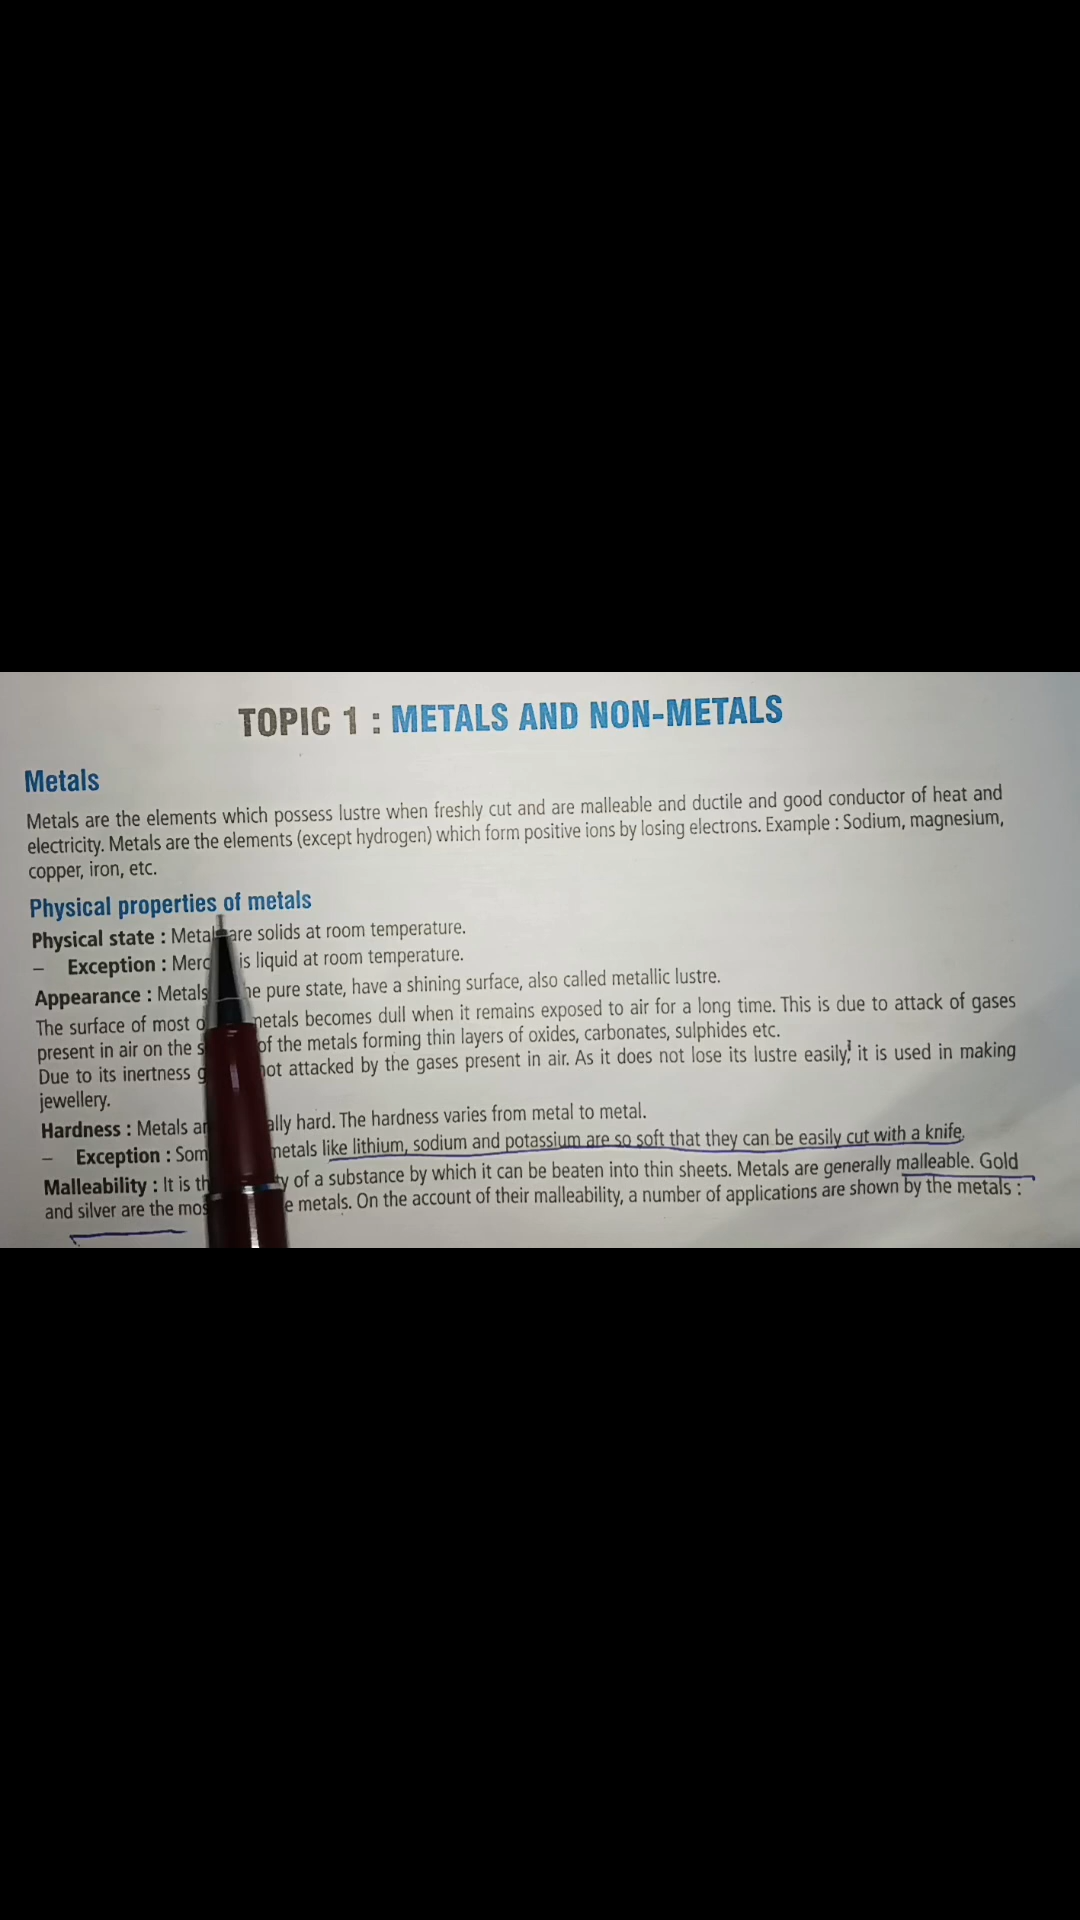 TOPIC 1 : METALS AND NON-METALS
Metals
Metals are the elements which possess lustre when freshly cut and are malleable and ductile and good conductor of heat and
electricity. Metals are the elements (except hydrogen) which form positive ions by losing electrons. Example : Sodium, magnesium,
copper, iron, etc.
Physical properties of metals
Physical state : Metals are solids at room temperature.
– Exception : is liquid at room temperature.
Appearance : Metals pure state, have a shining surface, also called metallic lustre.
The surface of most metals becomes dull when it remains exposed to air for a long time. This is due to attack of gases
present in air on the of the metals forming thin layers of oxides, carbonates, sulphides etc.
Due to its inertness not attacked by the gases present in air. As it does not lose its lustre easily, it is used in making
jewellery.
Hardness : Metals hard. The hardness varies from metal to metal.
– Exception : metals like lithium, sodium and potassium are so soft that they can be easily cut with a knife.
Malleability : It is of a substance by which it can be beaten into thin sheets. Metals are generally malleable. Gold
and silver are the metals. On the account of their malleability, a number of applications are shown by the metals :